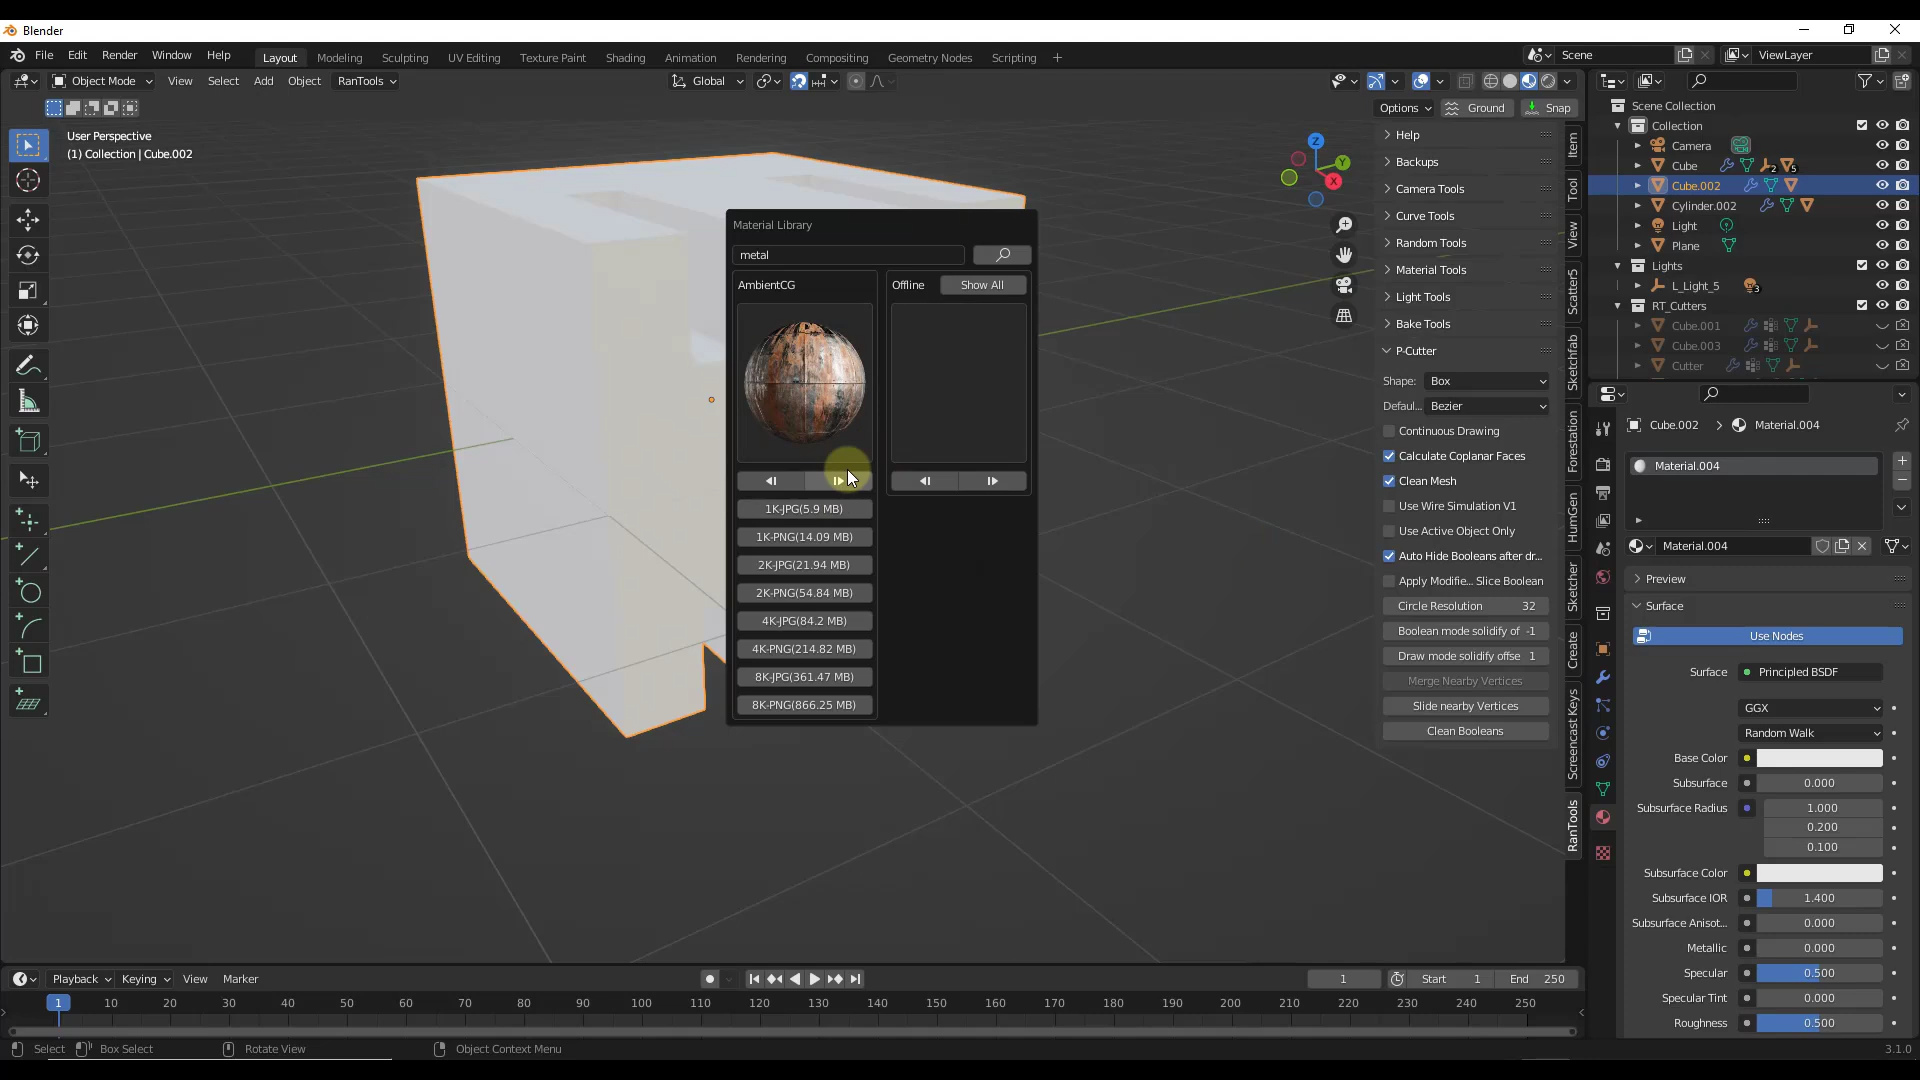 Blender
File Edit Render Window Help Layout Modeling Sculpting UV Editing Texture Paint Shading Animation Rendering Compositing Geometry Nodes Scripting + Scene ViewLayer
Object Mode View Select Add Object RanTools Global
Options Ground Snap
User Perspective
(1) Collection | Cube.002
Z
Y
X
Help
Backups
Camera Tools
Curve Tools
Random Tools
Material Tools
Light Tools
Bake Tools
P-Cutter
Shape: Box
Defaul... Bezier
Continuous Drawing
Calculate Coplanar Faces
Clean Mesh
Use Wire Simulation V1
Use Active Object Only
Auto Hide Booleans after dr...
Apply Modifie... Slice Boolean
Circle Resolution 32
Boolean mode solidify of -1
Draw mode solidify offse 1
Merge Nearby Vertices
Slide nearby Vertices
Clean Booleans
Item
Tool
View
Scatter5
Sketchfab
Forestation
HumGen
Sketcher
Create
Screencast Keys
RanTools
Material Library
metal
AmbientCG
Offline Show All
1K-JPG(5.9 MB)
1K-PNG(14.09 MB)
2K-JPG(21.94 MB)
2K-PNG(54.84 MB)
4K-JPG(84.2 MB)
4K-PNG(214.82 MB)
8K-JPG(361.47 MB)
8K-PNG(866.25 MB)
Scene Collection
Collection
Camera
Cube 2 5
Cube.002
Cylinder.002
Light
Plane
Lights
L_Light_5 3
RT_Cutters
Cube.001
Cube.003
Cutter
Cube.002 > Material.004
Material.004
Material.004
Preview
Surface
Use Nodes
Surface Principled BSDF
GGX
Random Walk
Base Color
Subsurface 0.000
Subsurface Radius 1.000
0.200
0.100
Subsurface Color
Subsurface IOR 1.400
Subsurface Anisot... 0.000
Metallic 0.000
Specular 0.500
Specular Tint 0.000
Roughness 0.500
Playback Keying View Marker 1 Start 1 End 250
1 10 20 30 40 50 60 70 80 90 100 110 120 130 140 150 160 170 180 190 200 210 220 230 240 250
Select Box Select Rotate View Object Context Menu 3.1.0